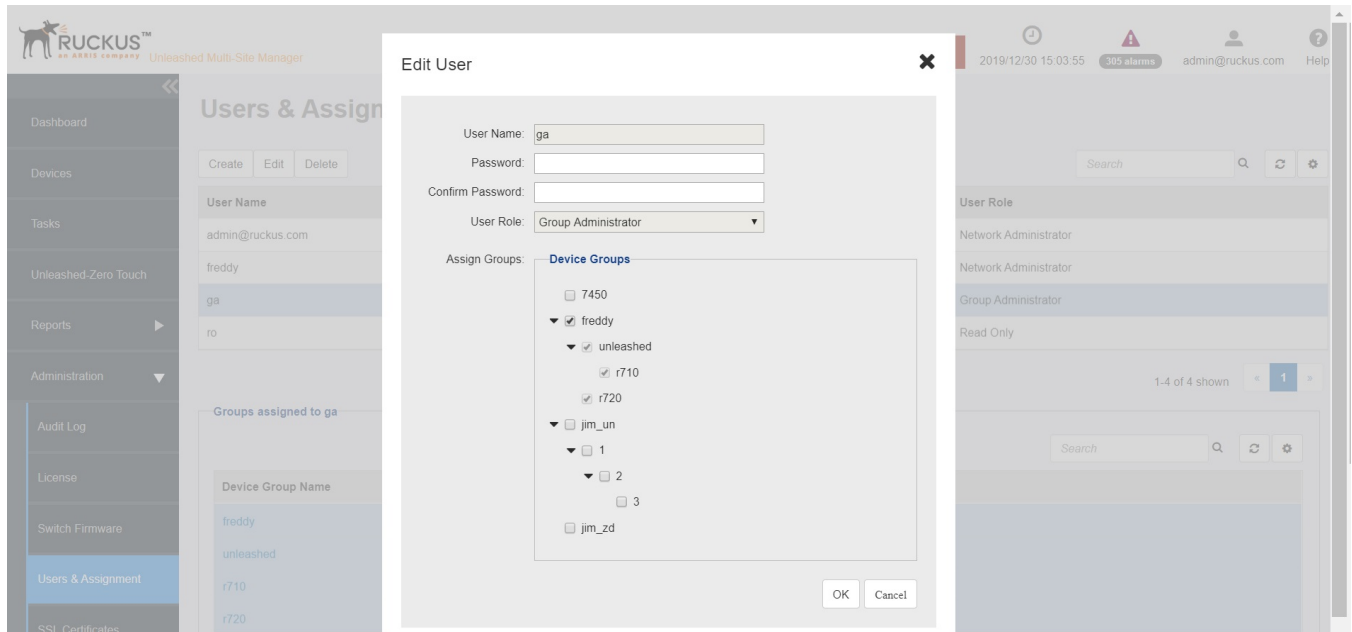 RUCKUS™
an ARRIS company
Unleashed Multi-Site Manager
2019/12/30 15:03:55
305 alarms
admin@ruckus.com
Help
Dashboard
Devices
Tasks
Unleashed-Zero Touch
Reports
Administration
Audit Log
License
Switch Firmware
Users & Assignment
SSL Certificates
Users & Assign
Create
Edit
Delete
Search
User Name
User Role
admin@ruckus.com
Network Administrator
freddy
Network Administrator
ga
Group Administrator
ro
Read Only
1-4 of 4 shown
«
1
»
Groups assigned to ga
Search
Device Group Name
freddy
unleashed
r710
r720
Edit User
User Name:
ga
Password:
Confirm Password:
User Role:
Group Administrator
Assign Groups:
Device Groups
7450
freddy
unleashed
r710
r720
jim_un
1
2
3
jim_zd
OK
Cancel